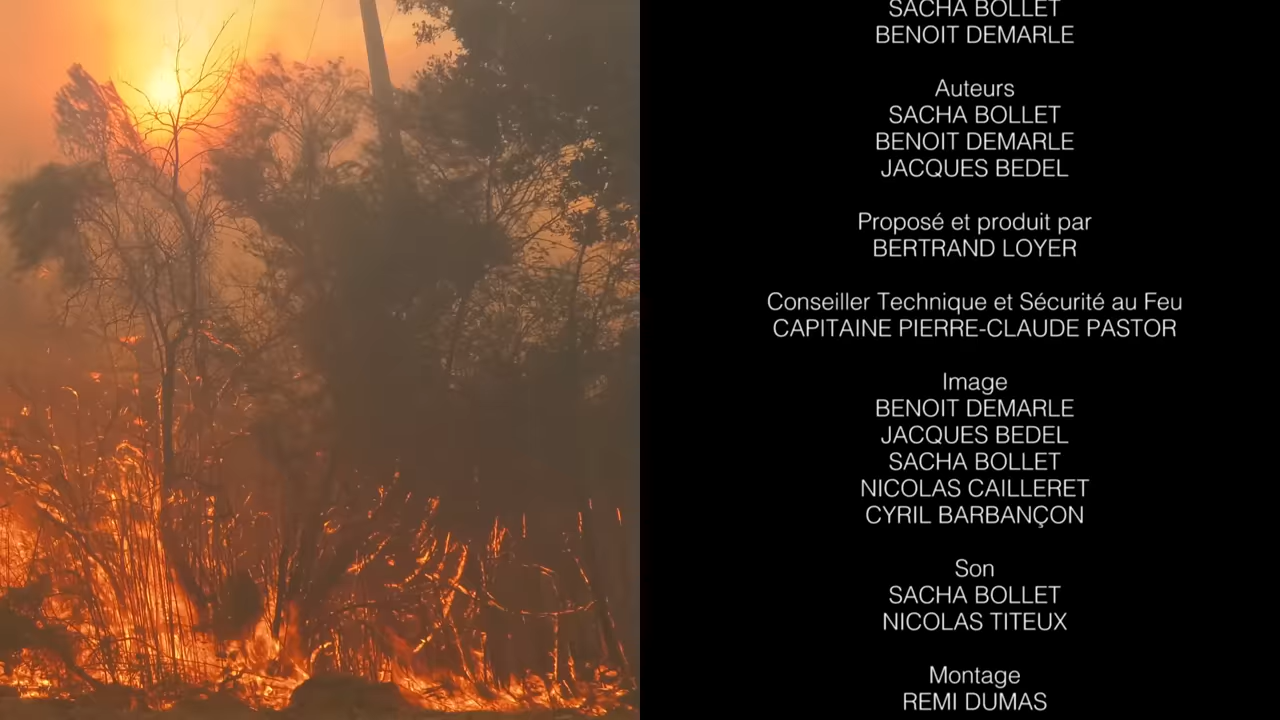 SACHA BOLLET
BENOIT DEMARLE
Auteurs
SACHA BOLLET
BENOIT DEMARLE
JACQUES BEDEL
Proposé et produit par
BERTRAND LOYER
Conseiller Technique et Sécurité au Feu
CAPITAINE PIERRE-CLAUDE PASTOR
Image
BENOIT DEMARLE
JACQUES BEDEL
SACHA BOLLET
NICOLAS CAILLERET
CYRIL BARBANÇON
Son
SACHA BOLLET
NICOLAS TITEUX
Montage
REMI DUMAS